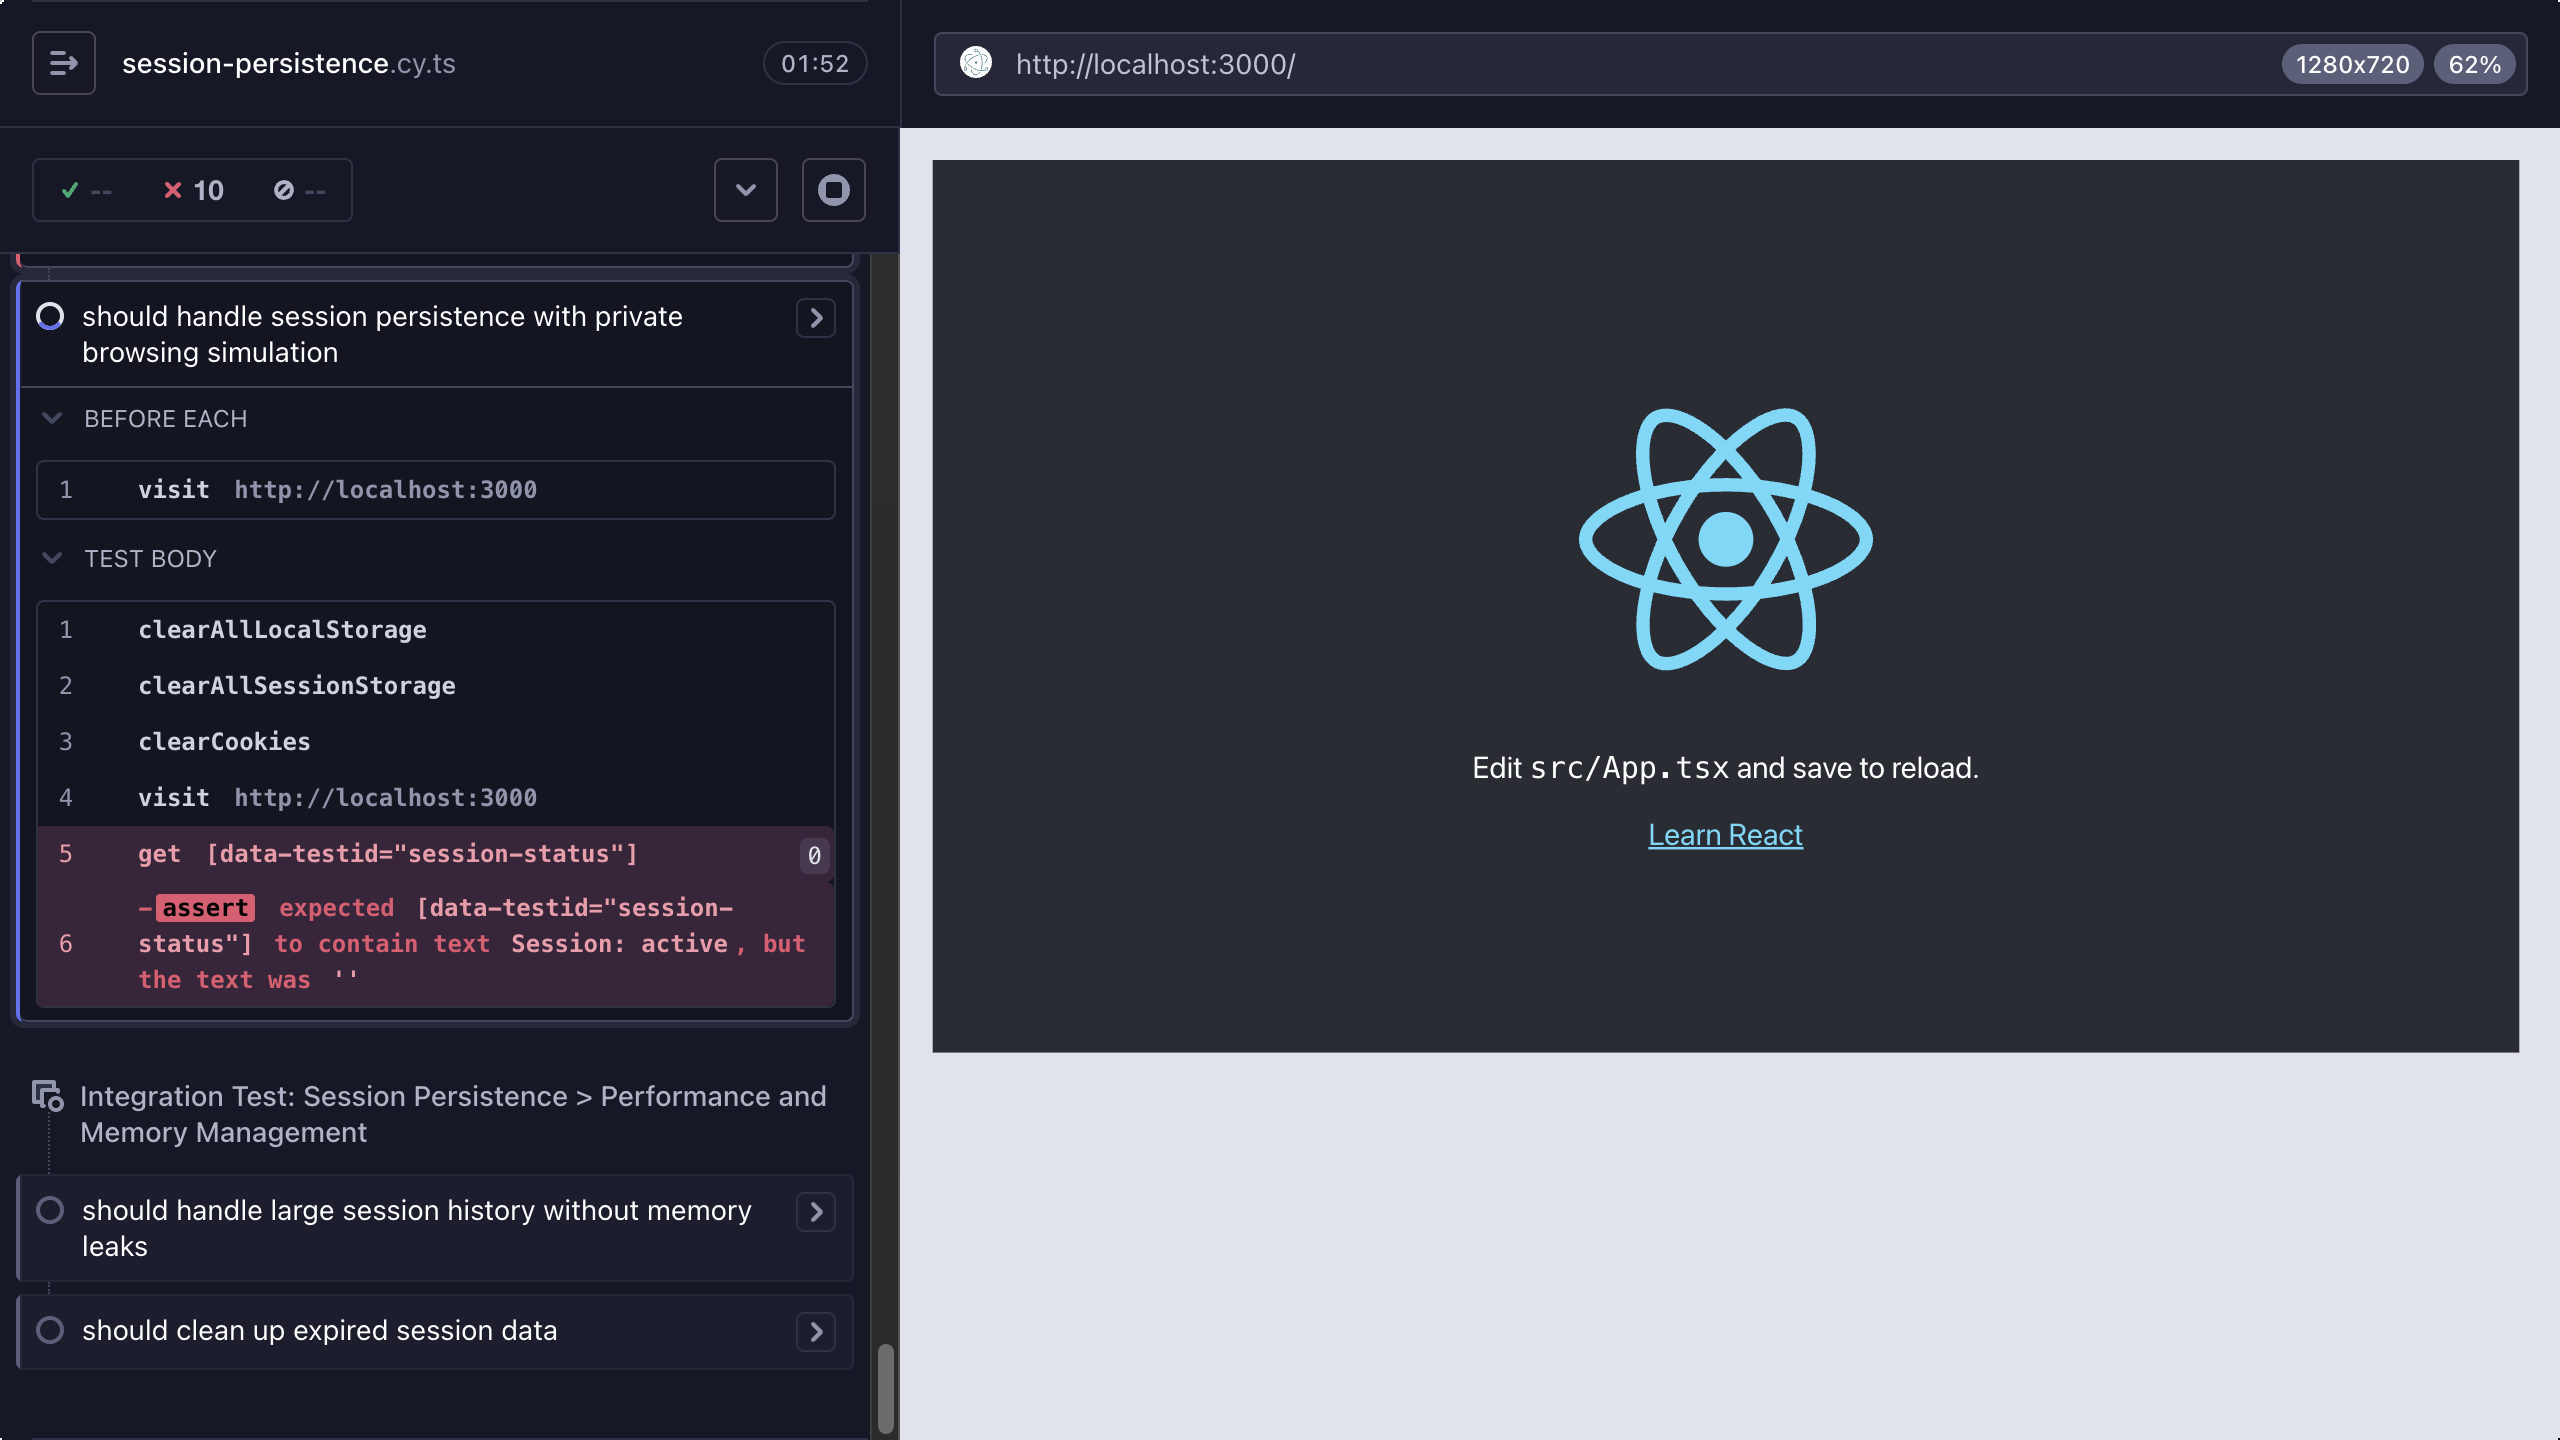 session-persistence.cy.ts
01:52
http://localhost:3000/
1280x720
62%
--
10
--
should handle session persistence with private
browsing simulation
BEFORE EACH
1 visit http://localhost:3000
TEST BODY
1 clearAllLocalStorage
2 clearAllSessionStorage
3 clearCookies
4 visit http://localhost:3000
5 get [data-testid="session-status"] 0
-assert expected [data-testid="session-
6 status"] to contain text Session: active, but
the text was ''
Integration Test: Session Persistence > Performance and
Memory Management
should handle large session history without memory
leaks
should clean up expired session data
Edit src/App.tsx and save to reload.
Learn React